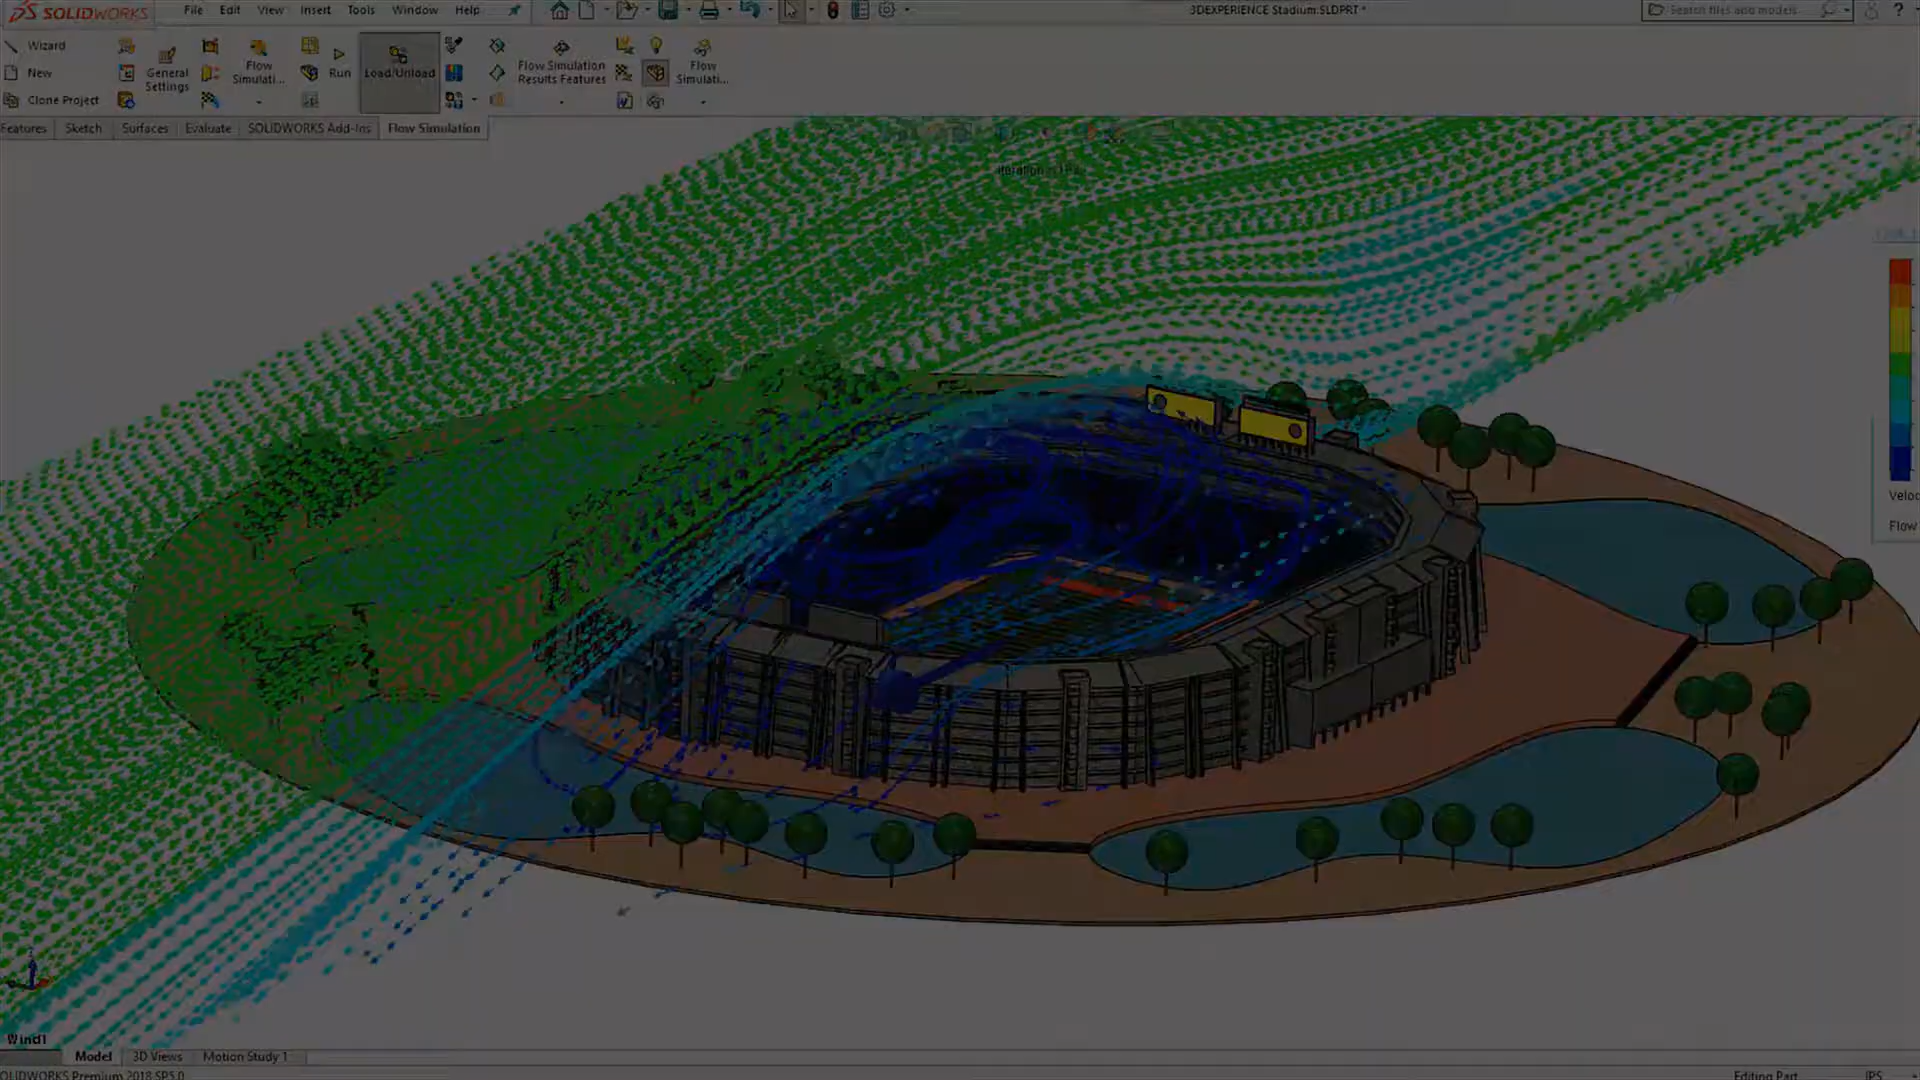 SOLIDWORKS
File Edit View Insert Tools Window Help
3DEXPERIENCE Stadium.SLDPRT *
Search files and models
?
Wizard
New
Clone Project
General Settings
Flow Simulati...
Run
Load/Unload
Flow Simulation Results Features
Flow Simulati...
Features Sketch Surfaces Evaluate SOLIDWORKS Add-Ins Flow Simulation
Iteration =
Veloc
Flow
Wind1
Model 3D Views Motion Study 1
OLIDWORKS Premium 2018 SP5.0
Editing Part
IPS